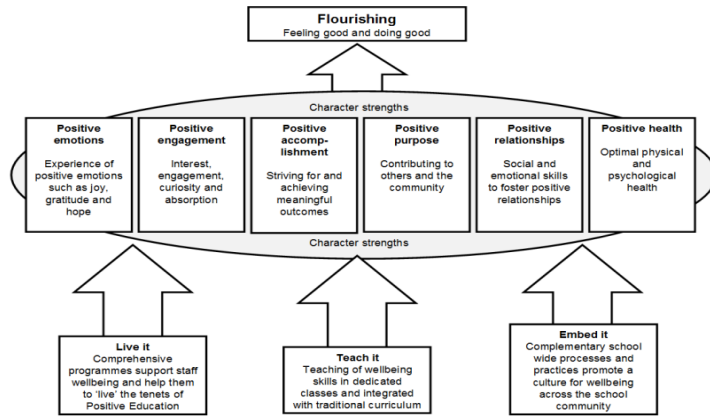 Flourishing
Feeling good and doing good
Character strengths
Positive
emotions
Experience of
positive emotions
such as joy,
gratitude and
hope
Positive
engagement
Interest,
engagement,
curiosity and
absorption
Positive
accomp-
lishment
Striving for and
achieving
meaningful
outcomes
Positive
purpose
Contributing to
others and the
community
Positive
relationships
Social and
emotional skills
to foster positive
relationships
Positive health
Optimal physical
and
psychological
health
Character strengths
Live it
Comprehensive
programmes support staff
wellbeing and help them
to 'live' the tenets of
Positive Education
Teach it
Teaching of wellbeing
skills in dedicated
classes and integrated
with traditional curriculum
Embed it
Complementary school
wide processes and
practices promote a
culture for wellbeing
across the school
community